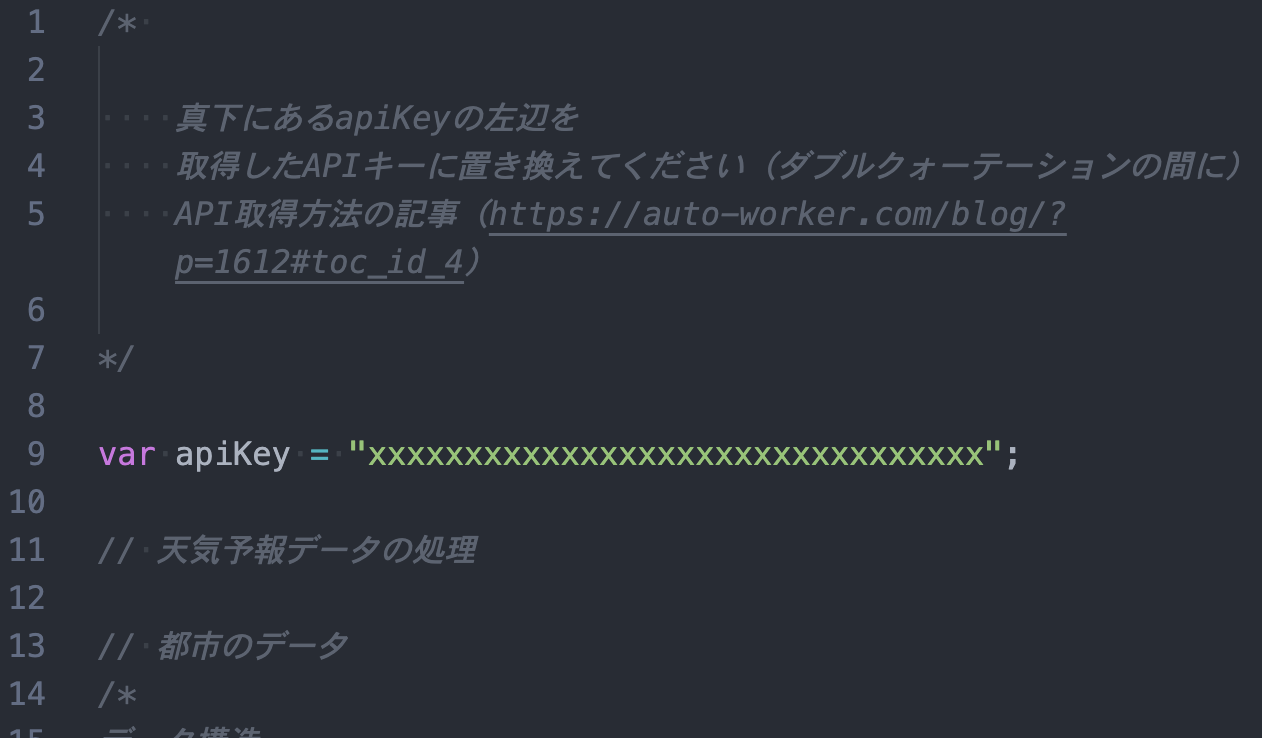 1 /*
2
3 真下にあるapiKeyの左辺を
4 取得したAPIキーに置き換えてください（ダブルクォーテーションの間に）
5 API取得方法の記事（https://auto-worker.com/blog/?
p=1612#toc_id_4）
6
7 */
8
9 var apiKey = "xxxxxxxxxxxxxxxxxxxxxxxxxxxxxxxx";
10
11 // 天気予報データの処理
12
13 // 都市のデータ
14 /*
15 データ構造